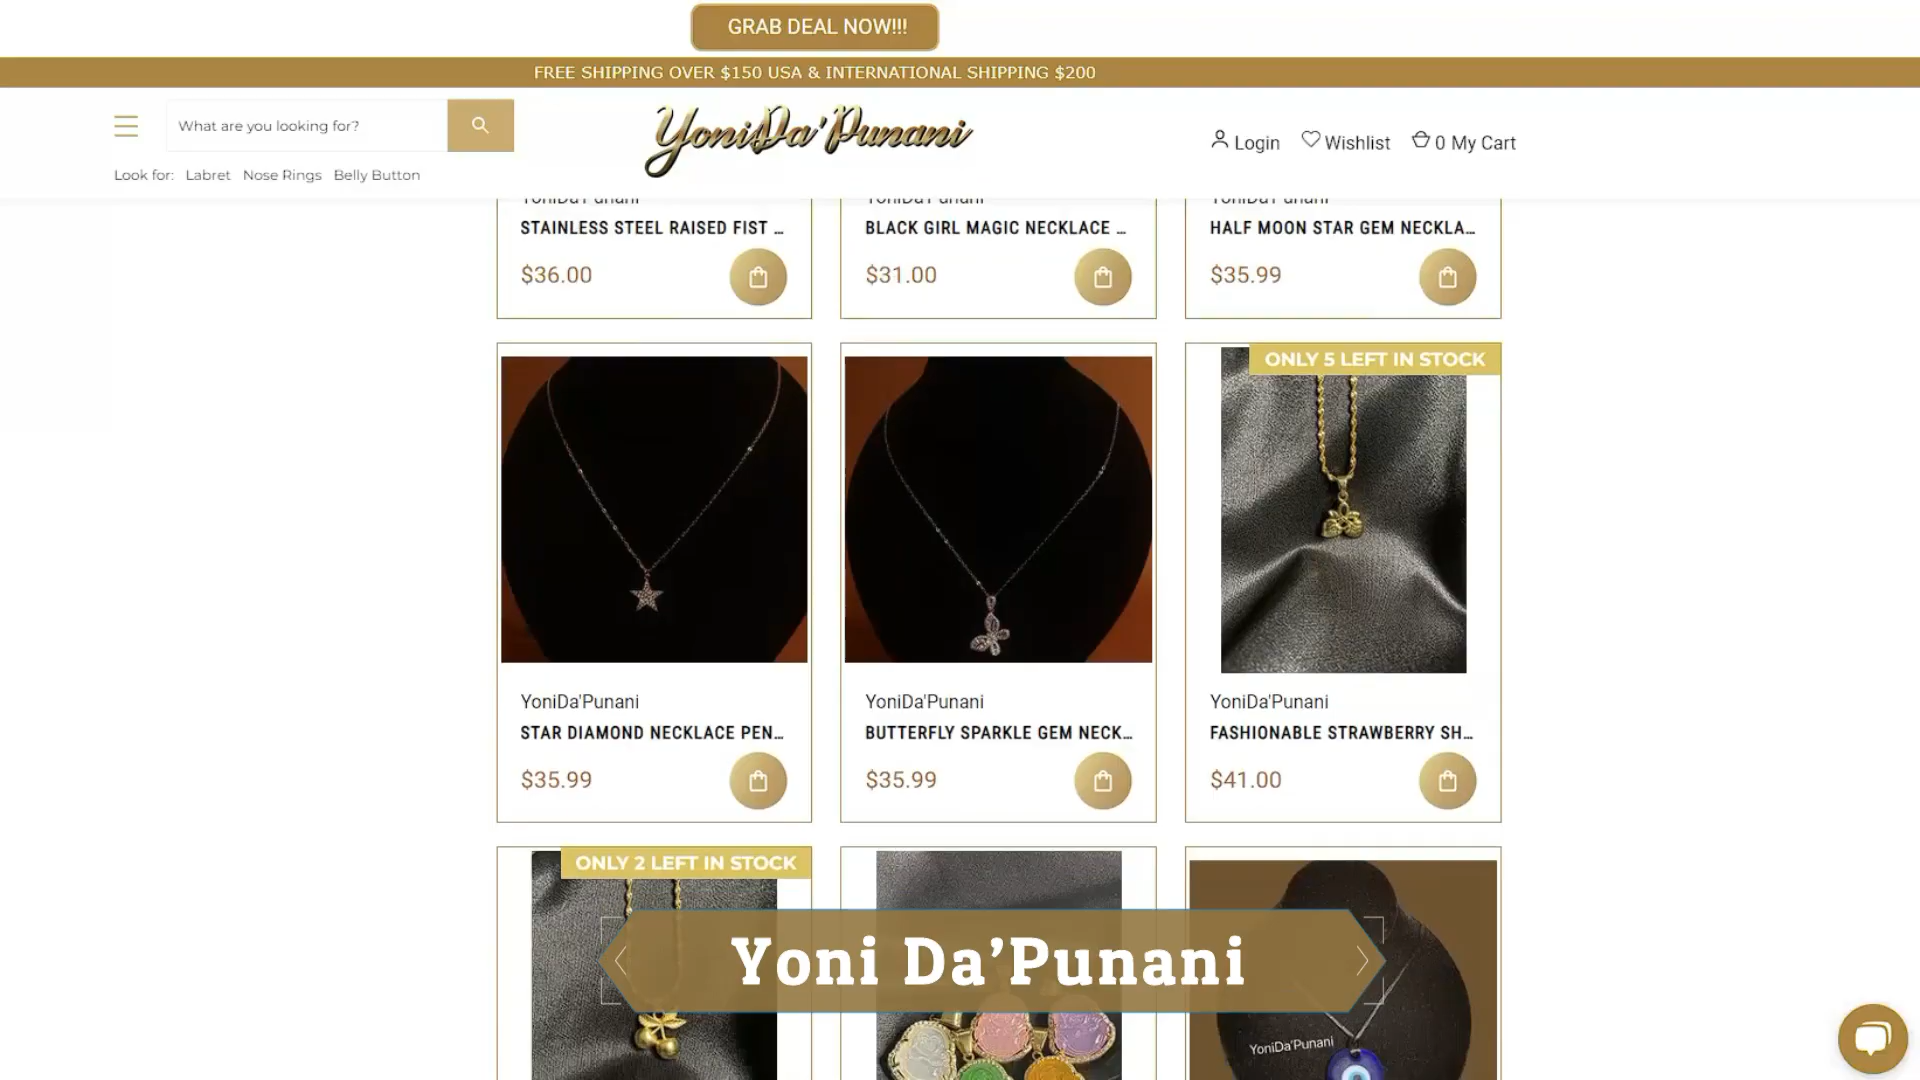 GRAB DEAL NOW!!!
FREE SHIPPING OVER $150 USA & INTERNATIONAL SHIPPING $200
What are you looking for?
YoniDa'Punani
Login
Wishlist
0 My Cart
Look for: Labret Nose Rings Belly Button
YoniDa'Punani
YoniDa'Punani
YoniDa'Punani
STAINLESS STEEL RAISED FIST ...
BLACK GIRL MAGIC NECKLACE ...
HALF MOON STAR GEM NECKLA...
$36.00
$31.00
$35.99
ONLY 5 LEFT IN STOCK
YoniDa'Punani
YoniDa'Punani
YoniDa'Punani
STAR DIAMOND NECKLACE PEN...
BUTTERFLY SPARKLE GEM NECK...
FASHIONABLE STRAWBERRY SH...
$35.99
$35.99
$41.00
ONLY 2 LEFT IN STOCK
Yoni Da'Punani
YoniDa'Punani